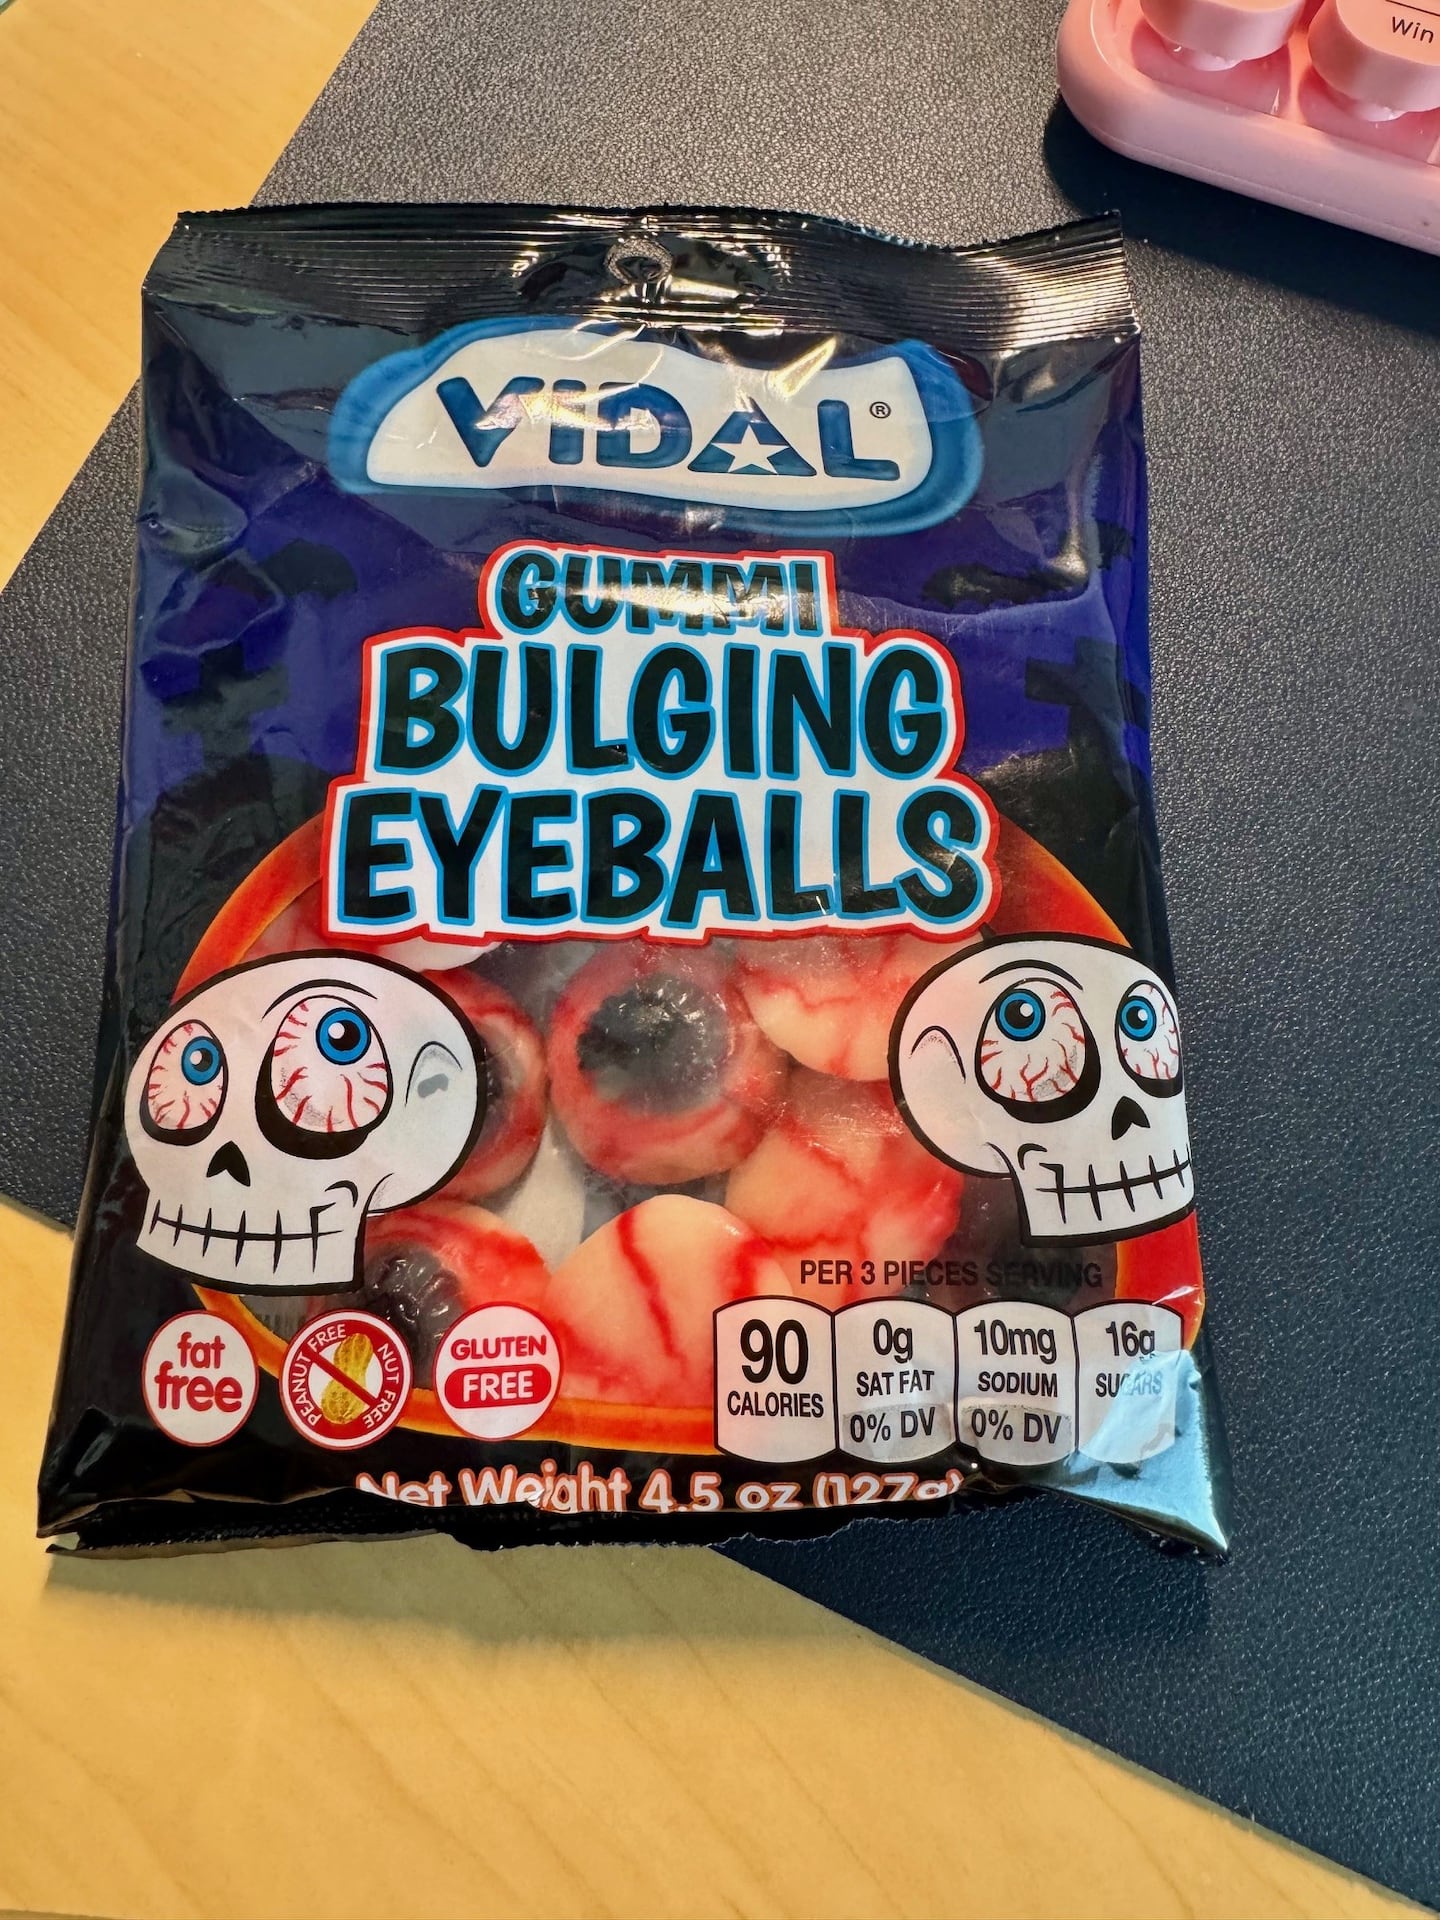 Win
VIDAL®
GUMMI
BULGING
EYEBALLS
PER 3 PIECES SERVING
fat
free
PEANUT FREE
NUT FREE
GLUTEN
FREE
90
CALORIES
0g
SAT FAT
0% DV
10mg
SODIUM
0% DV
16g
SUGARS
Net Weight 4.5 oz (127g)